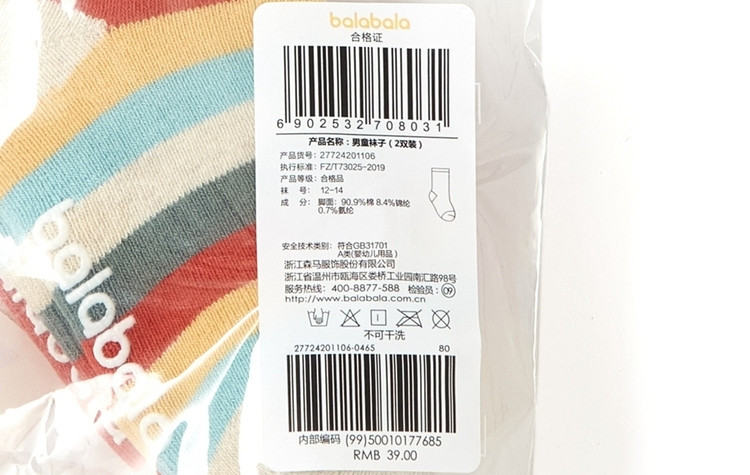 balabala
合格证
6902532708031
产品名称：男童袜子（2双装）
产品货号：27724201106
执行标准：FZ/T73025-2019
产品等级：合格品
袜　号：12-14
成　分：脚面：90.9%棉 8.4%锦纶
0.7%氨纶
安全技术类别：符合GB31701
A类(婴幼儿用品)
浙江森马服饰股份有限公司
浙江省温州市瓯海区娄桥工业园南汇路98号
服务热线：400-8877-588 检验员：09
http://www.balabala.com.cn
不可干洗
27724201106-0465 80
内部编码 (99)50010177685
RMB 39.00
balabala